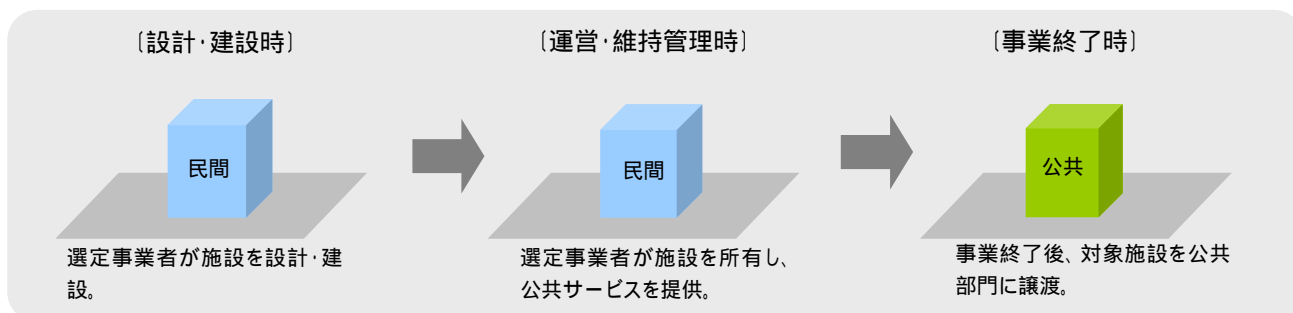 〔設計・建設時〕
〔運営・維持管理時〕
〔事業終了時〕
民間
民間
公共
選定事業者が施設を設計・建
設。
選定事業者が施設を所有し、
公共サービスを提供。
事業終了後、対象施設を公共
部門に譲渡。